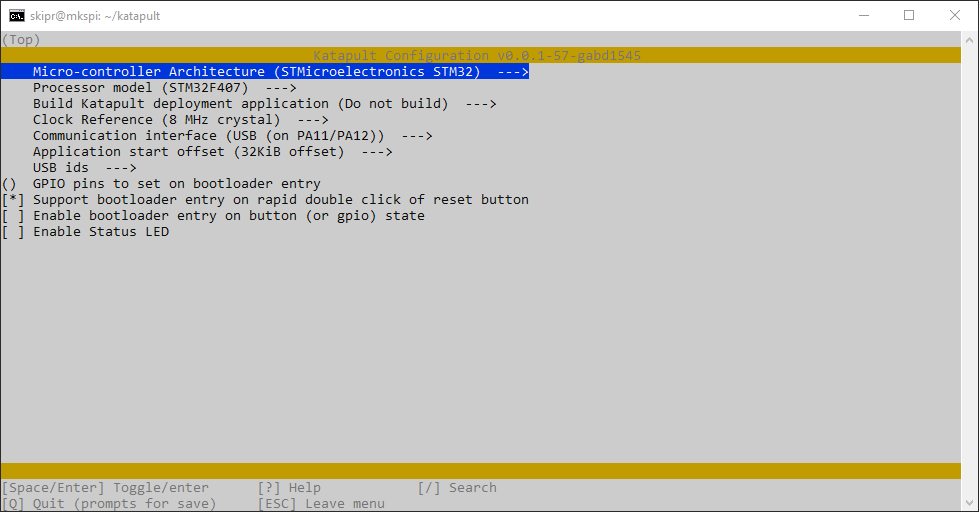 skipr@mkspi: ~/katapult
(Top)
Katapult Configuration v0.0.1-57-gabd1545
Micro-controller Architecture (STMicroelectronics STM32)  --->
Processor model (STM32F407)  --->
Build Katapult deployment application (Do not build)  --->
Clock Reference (8 MHz crystal)  --->
Communication interface (USB (on PA11/PA12))  --->
Application start offset (32KiB offset)  --->
USB ids  --->
()  GPIO pins to set on bootloader entry
[*] Support bootloader entry on rapid double click of reset button
[ ] Enable bootloader entry on button (or gpio) state
[ ] Enable Status LED
[Space/Enter] Toggle/enter      [?] Help            [/] Search
[Q] Quit (prompts for save)     [ESC] Leave menu